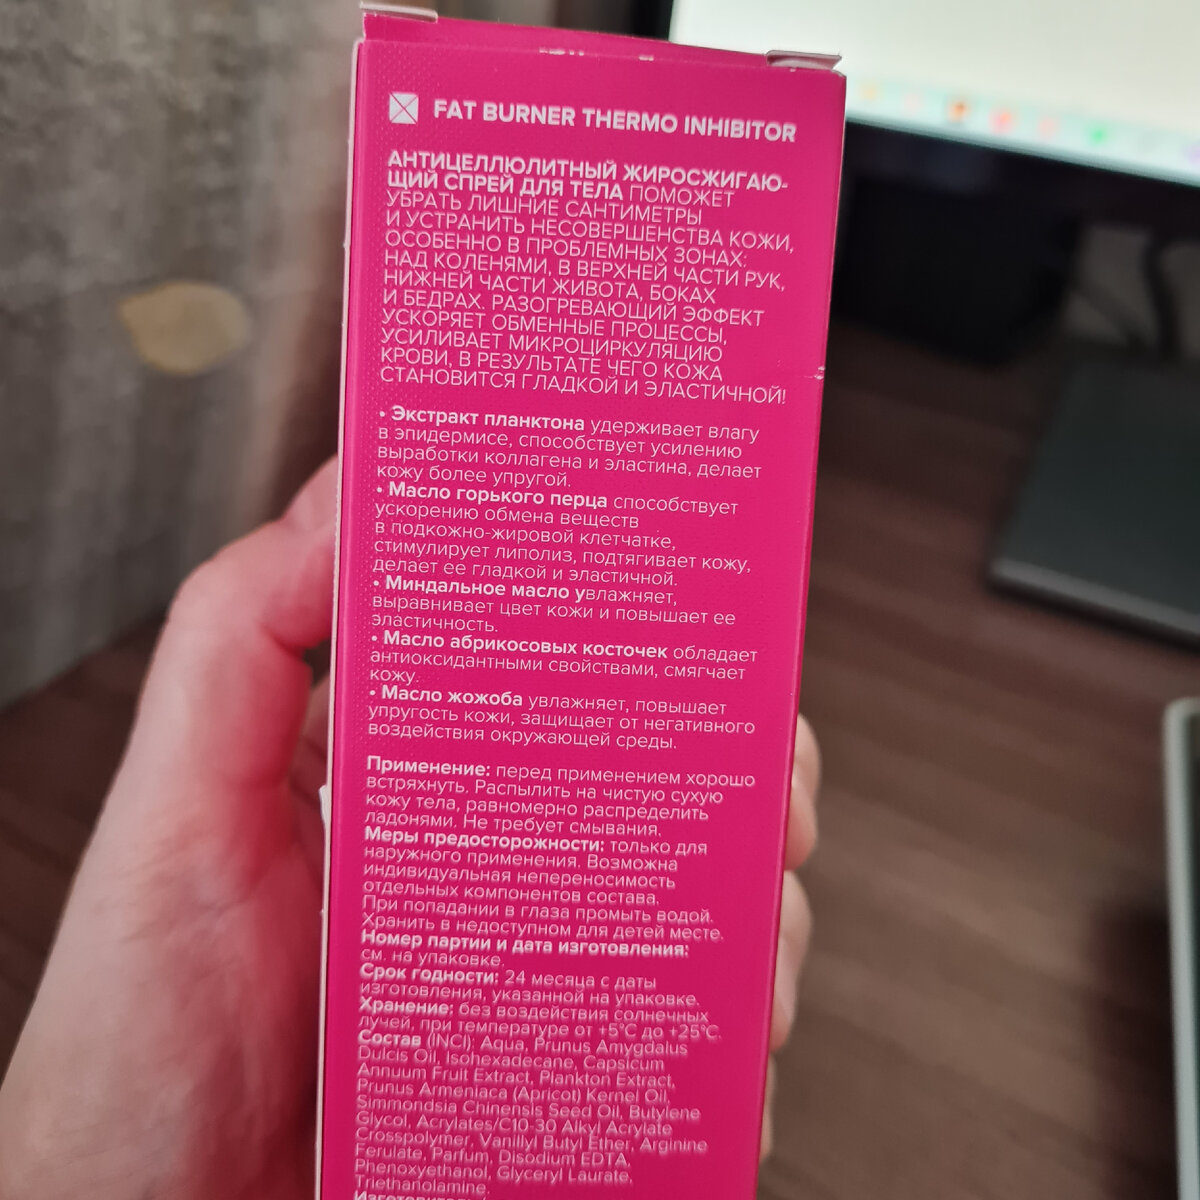 FAT BURNER THERMO INHIBITOR
АНТИЦЕЛЛЮЛИТНЫЙ ЖИРОСЖИГАЮ-
ЩИЙ СПРЕЙ ДЛЯ ТЕЛА ПОМОЖЕТ
УБРАТЬ ЛИШНИЕ САНТИМЕТРЫ
И УСТРАНИТЬ НЕСОВЕРШЕНСТВА КОЖИ,
ОСОБЕННО В ПРОБЛЕМНЫХ ЗОНАХ:
НАД КОЛЕНЯМИ, В ВЕРХНЕЙ ЧАСТИ РУК,
НИЖНЕЙ ЧАСТИ ЖИВОТА, БОКАХ
И БЕДРАХ. РАЗОГРЕВАЮЩИЙ ЭФФЕКТ
УСКОРЯЕТ ОБМЕННЫЕ ПРОЦЕССЫ,
УСИЛИВАЕТ МИКРОЦИРКУЛЯЦИЮ
КРОВИ, В РЕЗУЛЬТАТЕ ЧЕГО КОЖА
СТАНОВИТСЯ ГЛАДКОЙ И ЭЛАСТИЧНОЙ!
• Экстракт планктона удерживает влагу
в эпидермисе, способствует усилению
выработки коллагена и эластина, делает
кожу более упругой.
• Масло горького перца способствует
ускорению обмена веществ
в подкожно-жировой клетчатке,
стимулирует липолиз, подтягивает кожу,
делает ее гладкой и эластичной.
• Миндальное масло увлажняет,
выравнивает цвет кожи и повышает ее
эластичность.
• Масло абрикосовых косточек обладает
антиоксидантными свойствами, смягчает
кожу.
• Масло жожоба увлажняет, повышает
упругость кожи, защищает от негативного
воздействия окружающей среды.
Применение: перед применением хорошо
встряхнуть. Распылить на чистую сухую
кожу тела, равномерно распределить
ладонями. Не требует смывания.
Меры предосторожности: только для
наружного применения. Возможна
индивидуальная непереносимость
отдельных компонентов состава.
При попадании в глаза промыть водой.
Хранить в недоступном для детей месте.
Номер партии и дата изготовления:
см. на упаковке.
Срок годности: 24 месяца с даты
изготовления, указанной на упаковке.
Хранение: без воздействия солнечных
лучей, при температуре от +5°C до +25°C.
Состав (INCI): Aqua, Prunus Amygdalus
Dulcis Oil, Isohexadecane, Capsicum
Annuum Fruit Extract, Plankton Extract,
Prunus Armeniaca (Apricot) Kernel Oil,
Simmondsia Chinensis Seed Oil, Butylene
Glycol, Acrylates/C10-30 Alkyl Acrylate
Crosspolymer, Vanillyl Butyl Ether, Arginine
Ferulate, Parfum, Disodium EDTA,
Phenoxyethanol, Glyceryl Laurate,
Triethanolamine.